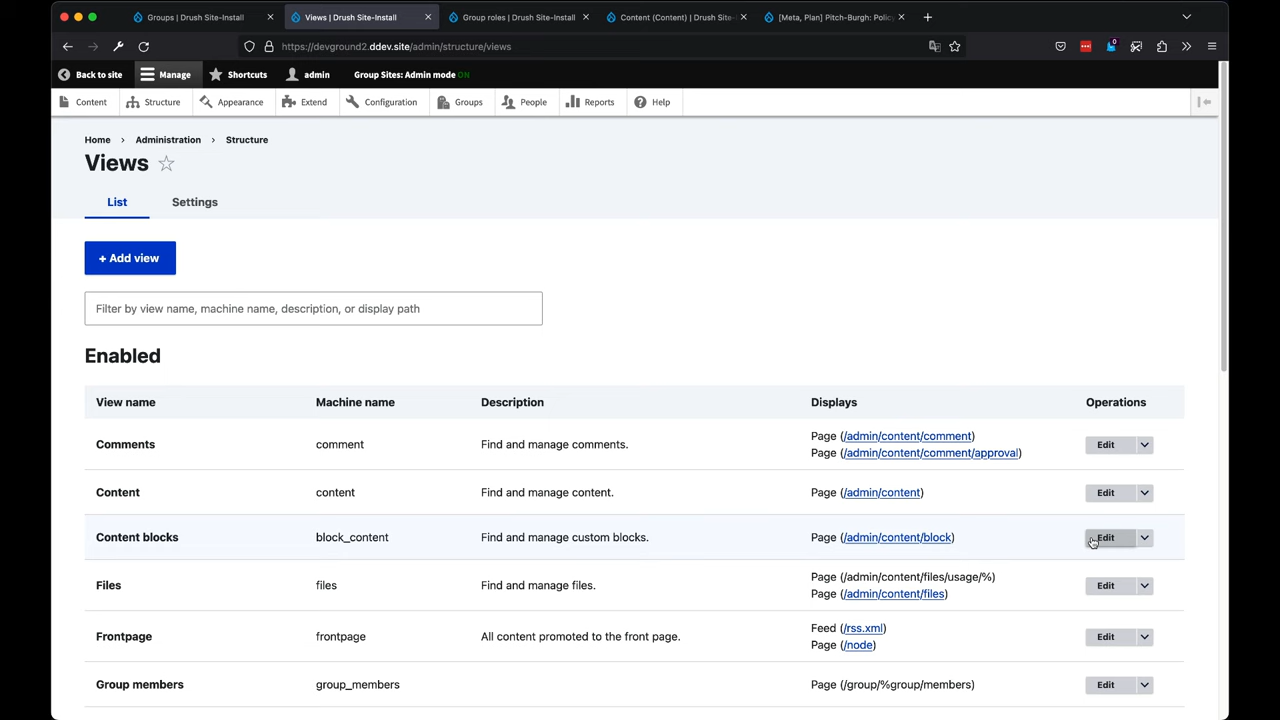 Groups | Drush Site-Install
Views | Drush Site-Install
Group roles | Drush Site-Install
Content (Content) | Drush Site-
[Meta, Plan] Pitch-Burgh: Policy
https://devground2.ddev.site/admin/structure/views
0
Back to site
Manage
Shortcuts
admin
Group Sites: Admin mode ON
Content
Structure
Appearance
Extend
Configuration
Groups
People
Reports
Help
Home › Administration › Structure
Views
List
Settings
+ Add view
Filter by view name, machine name, description, or display path
Enabled
View name Machine name Description Displays Operations
Comments comment Find and manage comments. Page (/admin/content/comment) Edit
Page (/admin/content/comment/approval)
Content content Find and manage content. Page (/admin/content) Edit
Content blocks block_content Find and manage custom blocks. Page (/admin/content/block) Edit
Files files Find and manage files. Page (/admin/content/files/usage/%) Edit
Page (/admin/content/files)
Frontpage frontpage All content promoted to the front page. Feed (/rss.xml) Edit
Page (/node)
Group members group_members Page (/group/%group/members) Edit